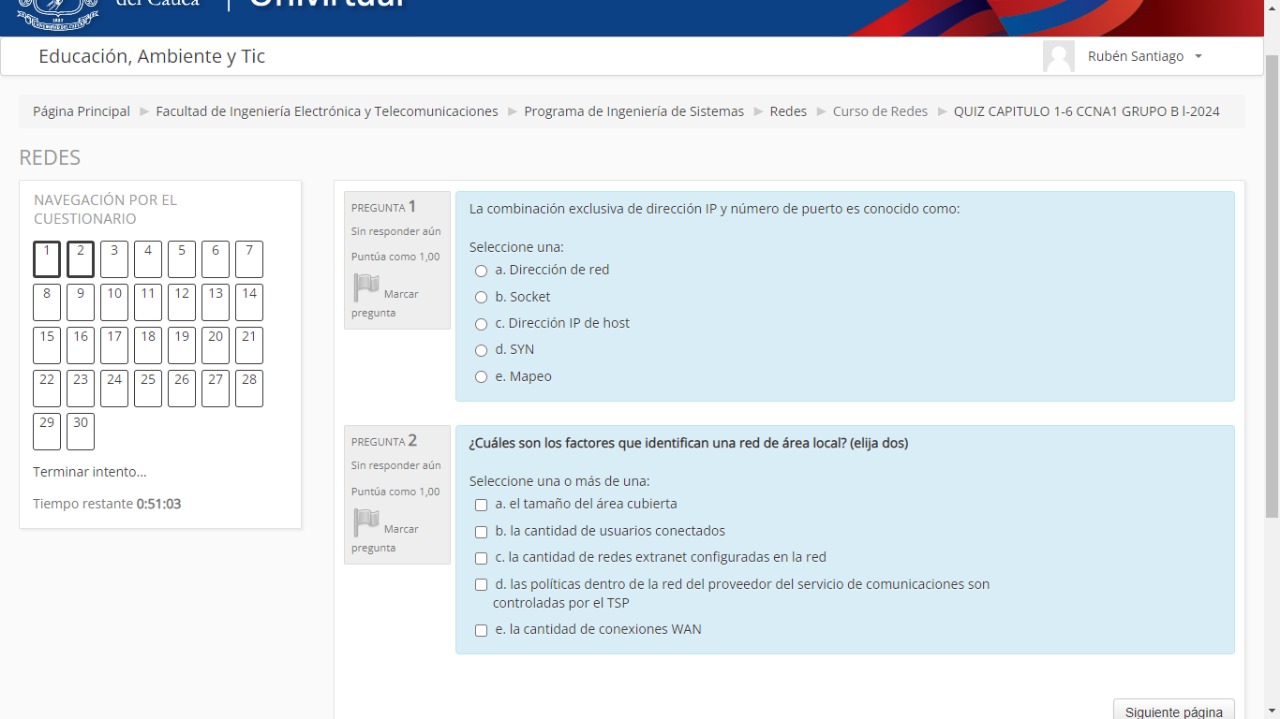 del Cauca | Univirtual
Educación, Ambiente y Tic
Rubén Santiago
Página Principal ► Facultad de Ingeniería Electrónica y Telecomunicaciones ► Programa de Ingeniería de Sistemas ► Redes ► Curso de Redes ► QUIZ CAPITULO 1-6 CCNA1 GRUPO B I-2024
REDES
NAVEGACIÓN POR EL
CUESTIONARIO
1 2 3 4 5 6 7
8 9 10 11 12 13 14
15 16 17 18 19 20 21
22 23 24 25 26 27 28
29 30
Terminar intento...
Tiempo restante 0:51:03
PREGUNTA 1
Sin responder aún
Puntúa como 1,00
Marcar
pregunta
La combinación exclusiva de dirección IP y número de puerto es conocido como:
Seleccione una:
a. Dirección de red
b. Socket
c. Dirección IP de host
d. SYN
e. Mapeo
PREGUNTA 2
Sin responder aún
Puntúa como 1,00
Marcar
pregunta
¿Cuáles son los factores que identifican una red de área local? (elija dos)
Seleccione una o más de una:
a. el tamaño del área cubierta
b. la cantidad de usuarios conectados
c. la cantidad de redes extranet configuradas en la red
d. las políticas dentro de la red del proveedor del servicio de comunicaciones son
controladas por el TSP
e. la cantidad de conexiones WAN
Siguiente página